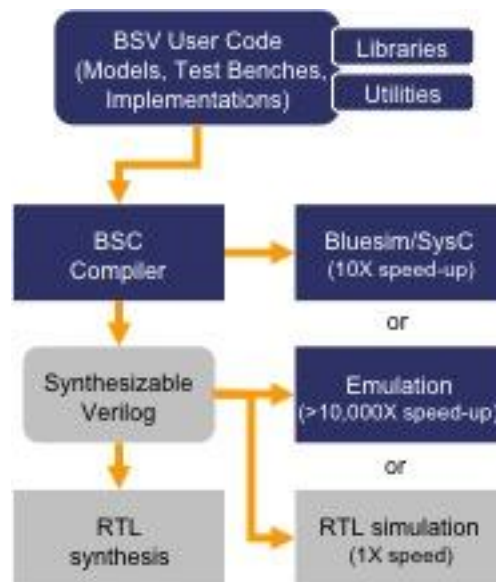 BSV User Code
(Models, Test Benches,
Implementations)
Libraries
Utilities
BSC
Compiler
Bluesim/SysC
(10X speed-up)
or
Synthesizable
Verilog
Emulation
(>10,000X speed-up)
or
RTL
synthesis
RTL simulation
(1X speed)